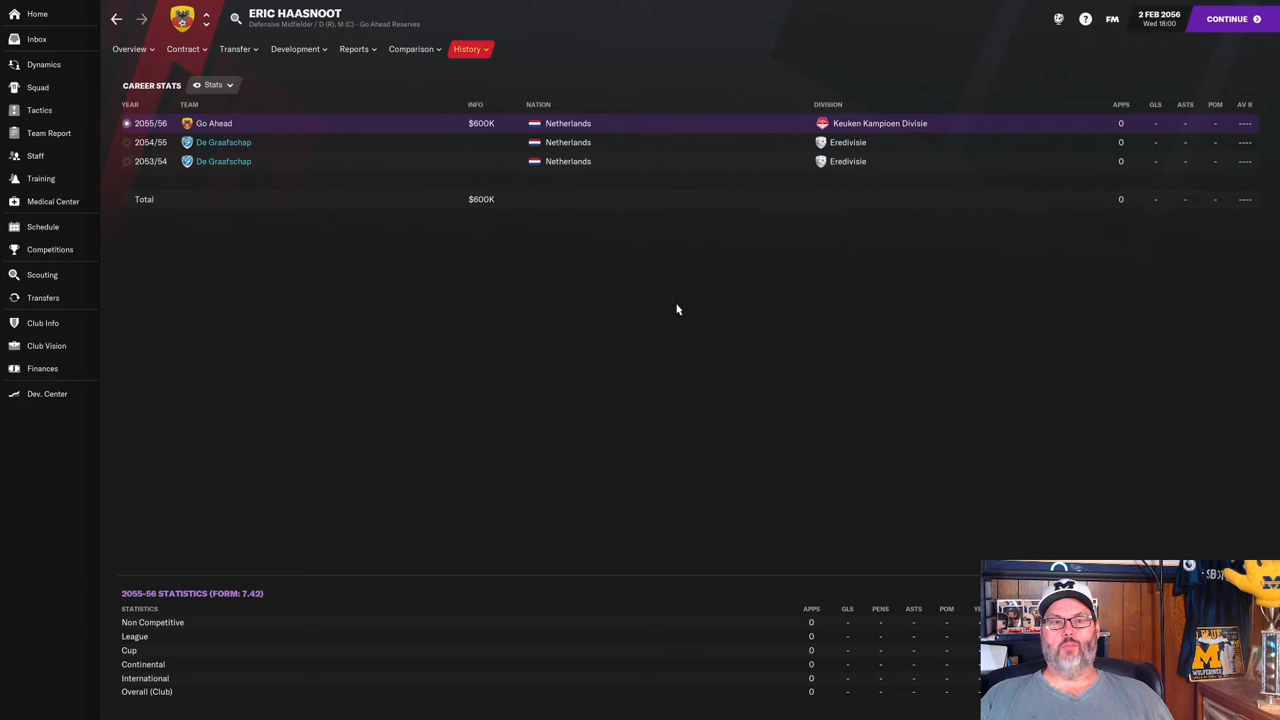 Home
ERIC HAASNOOT
Defensive Midfielder / D (R), M (C) - Go Ahead Reserves
FM
2 FEB 2056
Wed 18:00
CONTINUE
Inbox
Dynamics
Squad
Tactics
Team Report
Staff
Training
Medical Center
Schedule
Competitions
Scouting
Transfers
Club Info
Club Vision
Finances
Dev. Center
Overview Contract Transfer Development Reports Comparison History
CAREER STATS Stats
YEAR TEAM INFO NATION DIVISION APPS GLS ASTS POM AV R
2055/56 Go Ahead $600K Netherlands Keuken Kampioen Divisie 0 - - - ----
2054/55 De Graafschap Netherlands Eredivisie 0 - - - ----
2053/54 De Graafschap Netherlands Eredivisie 0 - - - ----
Total $600K 0 - - - ----
2055-56 STATISTICS (FORM: 7.42)
STATISTICS APPS GLS PENS ASTS POM
Non Competitive 0 - - - -
League 0 - - - -
Cup 0 - - - -
Continental 0 - - - -
International 0 - - - -
Overall (Club) 0 - - - -
M
WOLVERINES